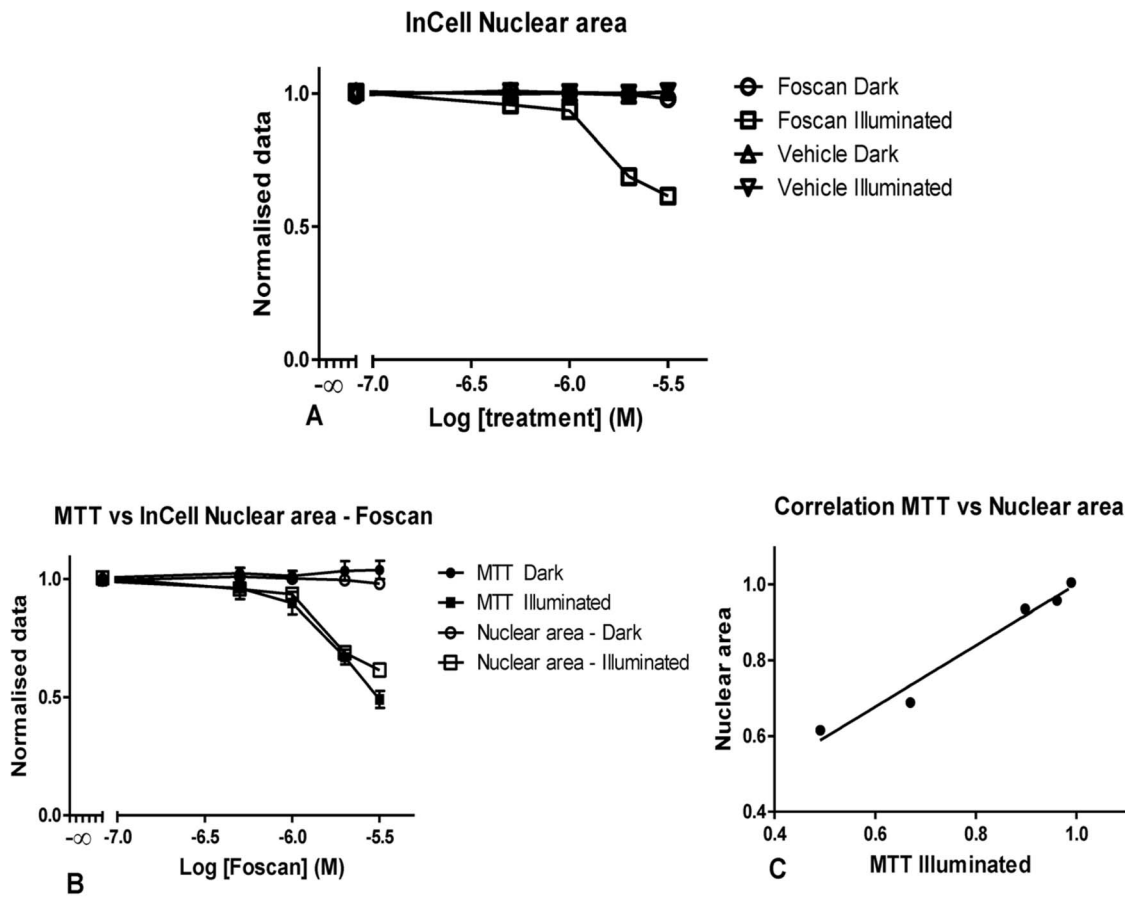 InCell Nuclear area
Normalised data
1.0
0.5
0.0
-∞ -7.0 -6.5 -6.0 -5.5
Log [treatment] (M)
A
Foscan Dark
Foscan Illuminated
Vehicle Dark
Vehicle Illuminated
MTT vs InCell Nuclear area - Foscan
Normalised data
1.0
0.5
0.0
-∞ -7.0 -6.5 -6.0 -5.5
Log [Foscan] (M)
B
MTT Dark
MTT Illuminated
Nuclear area - Dark
Nuclear area - Illuminated
Correlation MTT vs Nuclear area
Nuclear area
1.0
0.8
0.6
0.4
0.4 0.6 0.8 1.0
MTT Illuminated
C